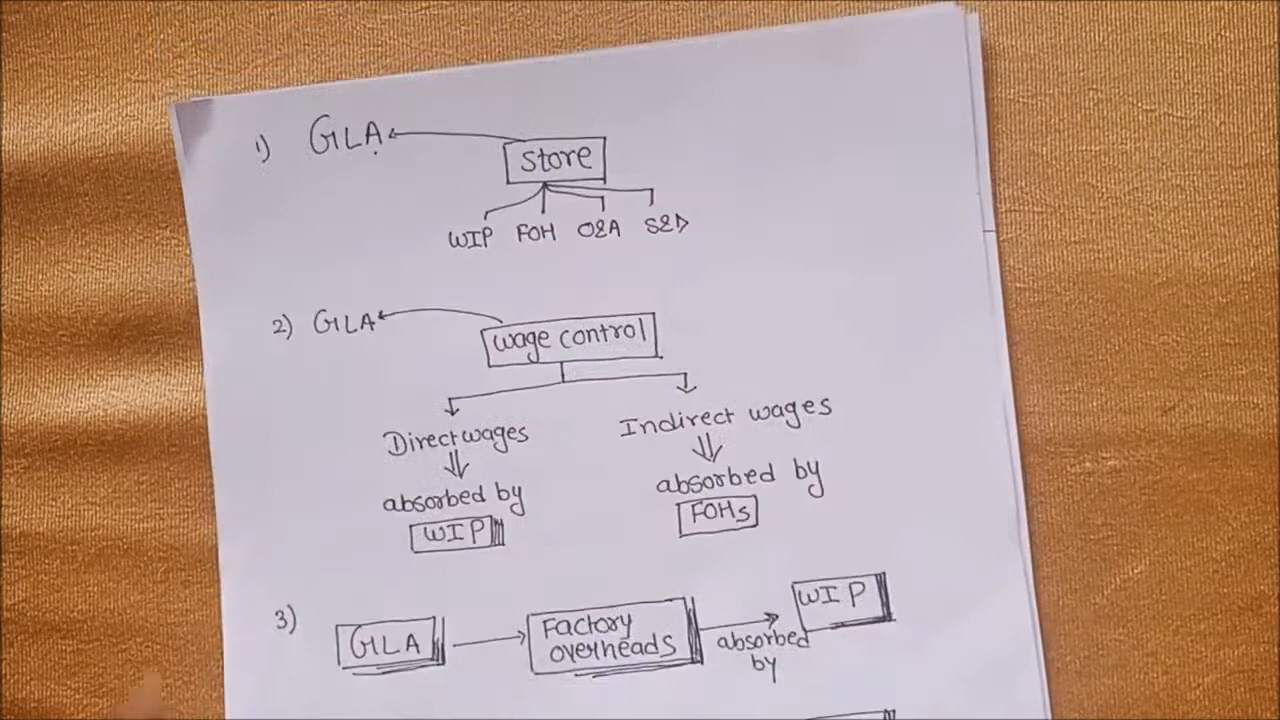 1) GLA
Store
WIP FOH O&A S&D
2) GLA
wage control
Direct wages
absorbed by
WIP
Indirect wages
absorbed by
FOHs
3)
GLA
Factory
overheads
absorbed
by
WIP